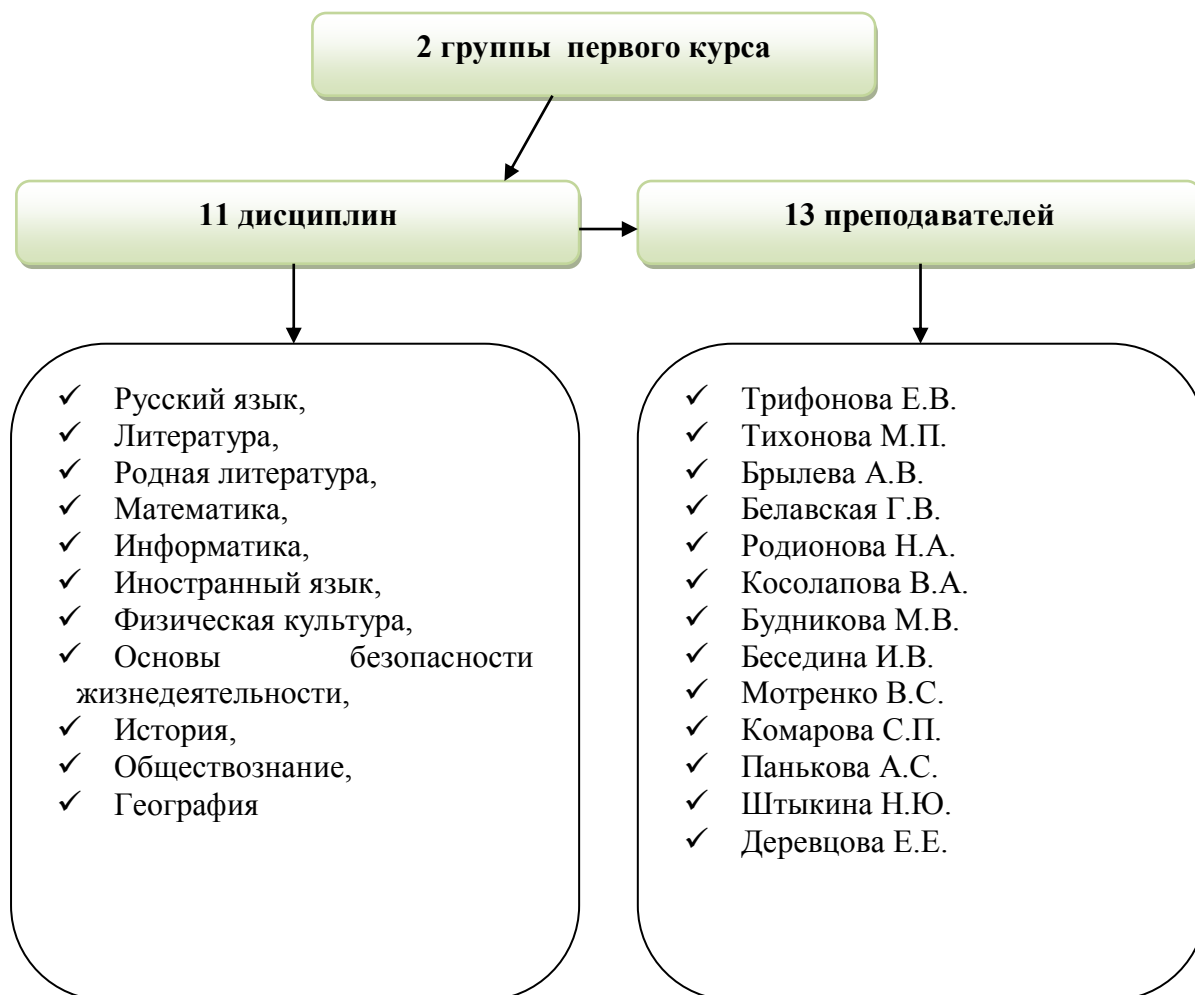 2 группы первого курса
11 дисциплин
13 преподавателей
✓ Русский язык,
✓ Литература,
✓ Родная литература,
✓ Математика,
✓ Информатика,
✓ Иностранный язык,
✓ Физическая культура,
✓ Основы безопасности
жизнедеятельности,
✓ История,
✓ Обществознание,
✓ География
✓ Трифонова Е.В.
✓ Тихонова М.П.
✓ Брылева А.В.
✓ Белавская Г.В.
✓ Родионова Н.А.
✓ Косолапова В.А.
✓ Будникова М.В.
✓ Беседина И.В.
✓ Мотренко В.С.
✓ Комарова С.П.
✓ Панькова А.С.
✓ Штыкина Н.Ю.
✓ Деревцова Е.Е.